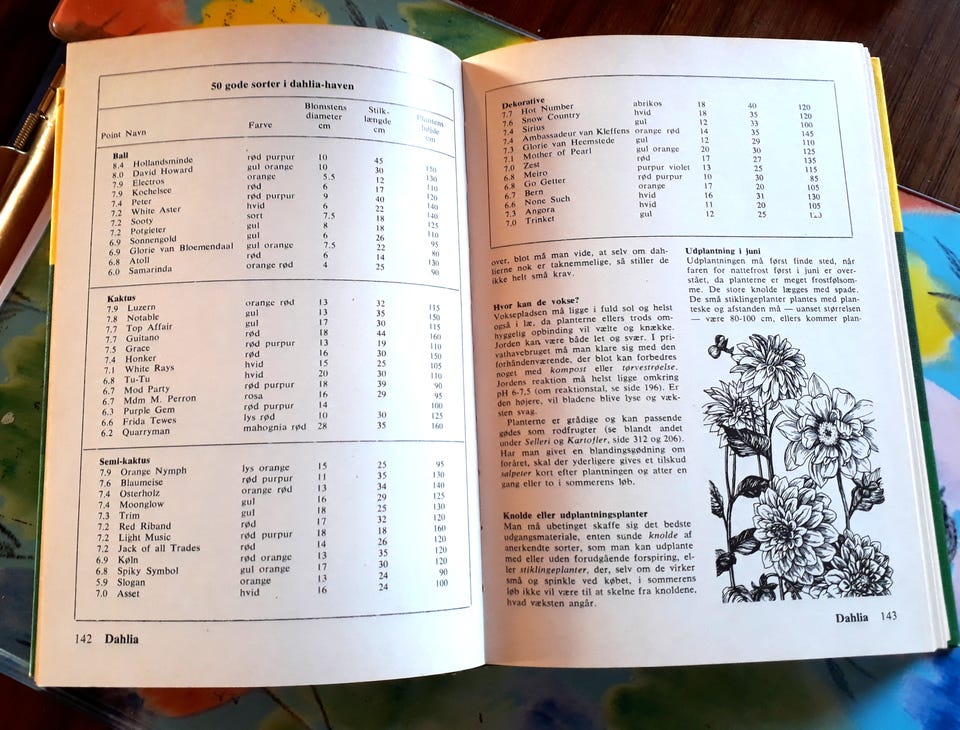 50 gode sorter i dahlia-haven
Point Navn Farve Blomstens diameter cm Stilk-længde cm Plantens højde cm
Ball
8.4 Hollandsminde rød purpur 10 45 150
8.0 David Howard gul orange 10 30 130
7.9 Electros orange 5.5 12 110
7.9 Kochelsee rød 6 17 120
7.4 Peter rød purpur 9 40 140
7.2 White Aster hvid 6 22 140
7.2 Sooty sort 7.5 18 125
7.2 Potgieter gul 8 18 110
6.9 Sonnengold gul 6 26 95
6.9 Glorie van Bloemendaal gul orange 7.5 22 80
6.8 Atoll rød 6 14 130
6.0 Samarinda orange rød 4 25 90
Kaktus
7.9 Luzern orange rød 13 32 115
7.8 Notable gul 13 35 150
7.7 Top Affair gul 17 30 115
7.7 Guitano rød 18 44 160
7.5 Grace rød purpur 13 19 110
7.4 Honker rød 16 30 150
7.1 White Rays hvid 15 25 105
6.8 Tu-Tu hvid 20 30 110
6.7 Mod Party rød purpur 18 39 90
6.7 Mdm M. Perron rosa 16 29 95
6.3 Purple Gem rød purpur 14 100
6.6 Frida Tewes lys rød 10 30 125
6.2 Quarryman mahognia rød 28 35 160
Semi-kaktus
7.9 Orange Nymph lys orange 15 25 95
7.6 Blaumeise rød purpur 11 35 130
7.4 Osterholz orange rød 13 34 140
7.4 Moonglow gul 16 29 125
7.3 Trim gul 18 25 130
7.2 Red Riband rød 17 32 120
7.2 Light Music rød purpur 18 18 160
7.2 Jack of all Trades rød 14 26 120
6.9 Køln rød orange 13 35 120
6.8 Spiky Symbol gul orange 17 30 120
5.9 Slogan orange 13 24 90
7.0 Asset hvid 16 24 100
142 Dahlia
Dekorative
7.7 Hot Number abrikos 18 40 120
7.6 Snow Country hvid 18 35 120
7.4 Sirius gul 12 33 100
7.4 Ambassadeur van Kleffens orange rød 14 35 145
7.3 Glorie van Heemstede gul 12 29 110
7.1 Mother of Pearl gul orange 20 30 125
7.0 Zest rød 17 27 135
6.8 Meiro purpur violet 13 25 115
6.8 Go Getter rød purpur 10 30 85
6.7 Bern orange 17 20 105
6.6 None Such hvid 16 31 130
7.3 Angora hvid 11 20 105
7.0 Trinket gul 12 25
over, blot må man vide, at selv om dah-
lierne nok er taknemmelige, så stiller de
ikke helt små krav.
Hvor kan de vokse?
Voksepladsen må ligge i fuld sol og helst
også i læ, da planterne ellers trods om-
hyggelig opbinding vil vælte og knække.
Jorden kan være både let og svær. I pri-
vathavebruget må man klare sig med den
forhåndenværende, der blot kan forbedres
noget med kompost eller tørvestrøelse.
Jordens reaktion må helst ligge omkring
pH 6-7,5 (om reaktionstal, se side 196). Er
den højere, vil bladene blive lyse og væk-
sten svag.
Planterne er grådige og kan passende
gødes som rodfrugter (se blandt andet
under Selleri og Kartofler, side 312 og 206).
Har man givet en blandingsgødning om
foråret, skal der yderligere gives et tilskud
salpeter kort efter plantningen og atter en
gang eller to i sommerens løb.
Knolde eller udplantningsplanter
Man må ubetinget skaffe sig det bedste
udgangsmateriale, enten sunde knolde af
anerkendte sorter, som man kan udplante
med eller uden forudgående forspiring, el-
ler stiklingeplanter, der, selv om de virker
små og spinkle ved købet, i sommerens
løb ikke vil være til at skelne fra knoldene,
hvad væksten angår.
Udplantning i juni
Udplantningen må først finde sted, når
faren for nattefrost først i juni er over-
stået, da planterne er meget frostfølsom-
me. De store knolde lægges med spade.
De små stiklingeplanter plantes med plan-
teske og afstanden må — uanset størrelsen
— være 80-100 cm, ellers kommer plan-
Dahlia 143